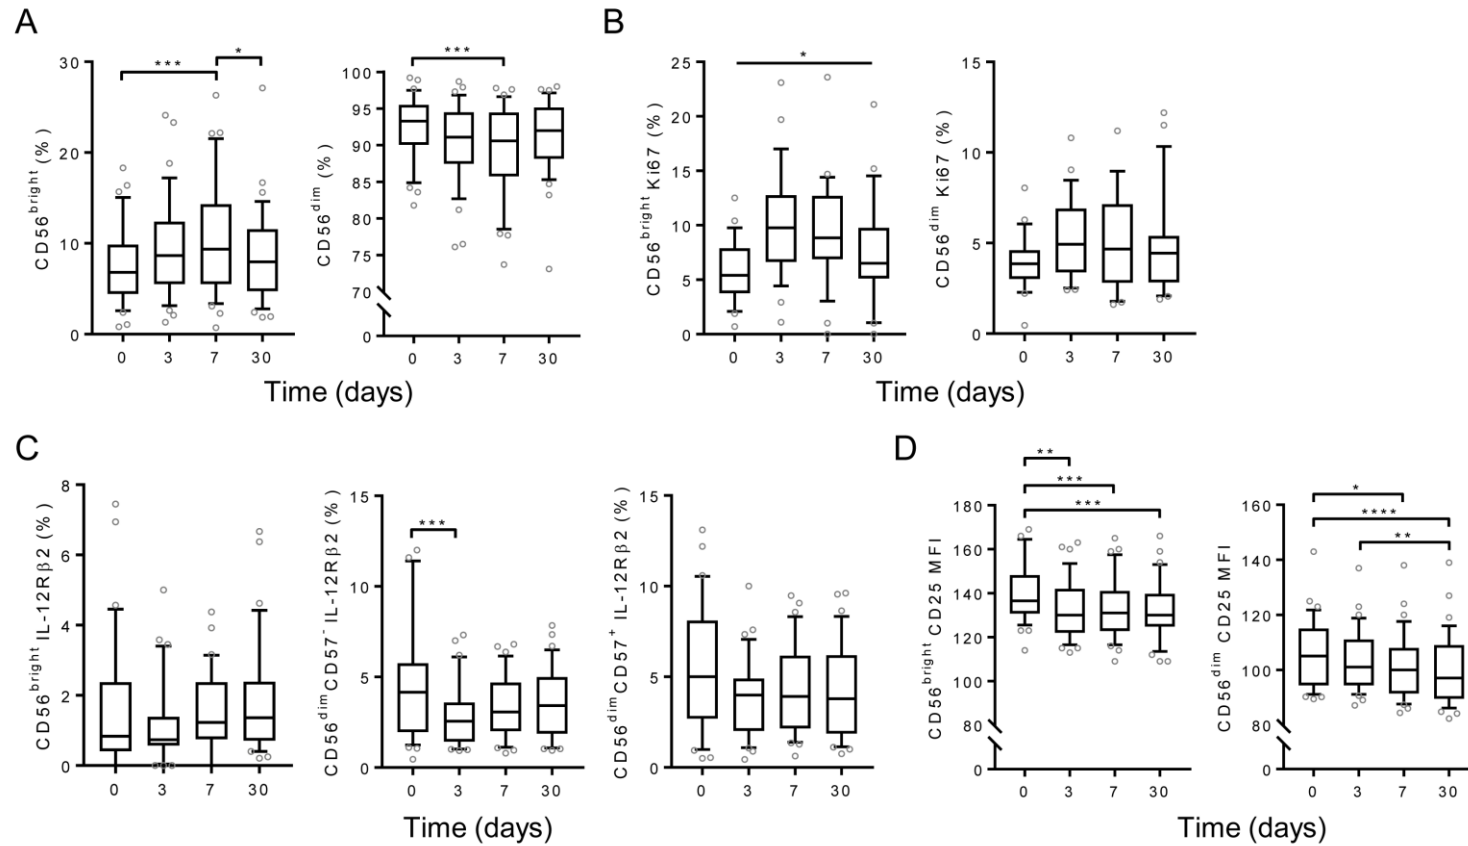 A
CD56bright (%)
30
20
10
0
***
*
0 3 7 30
CD56dim (%)
100
95
90
85
80
75
70
0
***
0 3 7 30
Time (days)
B
CD56bright Ki67 (%)
25
20
15
10
5
0
*
0 3 7 30
CD56dim Ki67 (%)
15
10
5
0
0 3 7 30
Time (days)
C
CD56bright IL-12Rβ2 (%)
8
6
4
2
0
0 3 7 30
CD56dimCD57- IL-12Rβ2 (%)
15
10
5
0
***
0 3 7 30
CD56dimCD57+ IL-12Rβ2 (%)
15
10
5
0
0 3 7 30
Time (days)
D
CD56bright CD25 MFI
180
160
140
120
100
80
0
**
***
***
0 3 7 30
CD56dim CD25 MFI
160
140
120
100
80
0
*
****
**
0 3 7 30
Time (days)